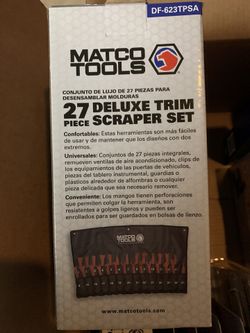 DF-623TPSA
MATCO
TOOLS
CONJUNTO DE LUJO DE 27 PIEZAS PARA
DESENSAMBLAR MOLDURAS
27 DELUXE TRIM
PIECE SCRAPER SET
Confortables: Estas herramientas son más fáciles
de usar y de mantener que los diseños con dos
extremos.
Universales: Conjuntos de 27 piezas integrales,
remueven ventilas de aire acondicionado, clips de
los equipamientos de las puertas de vehículos,
piezas del tablero instrumental, guardias o
plásticos alrededor de alfombras o cualquier
pieza delicada que sea necesario remover.
Conveniente: Los mangos tienen perforaciones
que permiten colgar la herramienta, son
resistentes a golpes ligeros y pueden ser
enrollados para ser guardados en bolsas de lienzo.
MATCO
TOOLS
www.matcotools.com